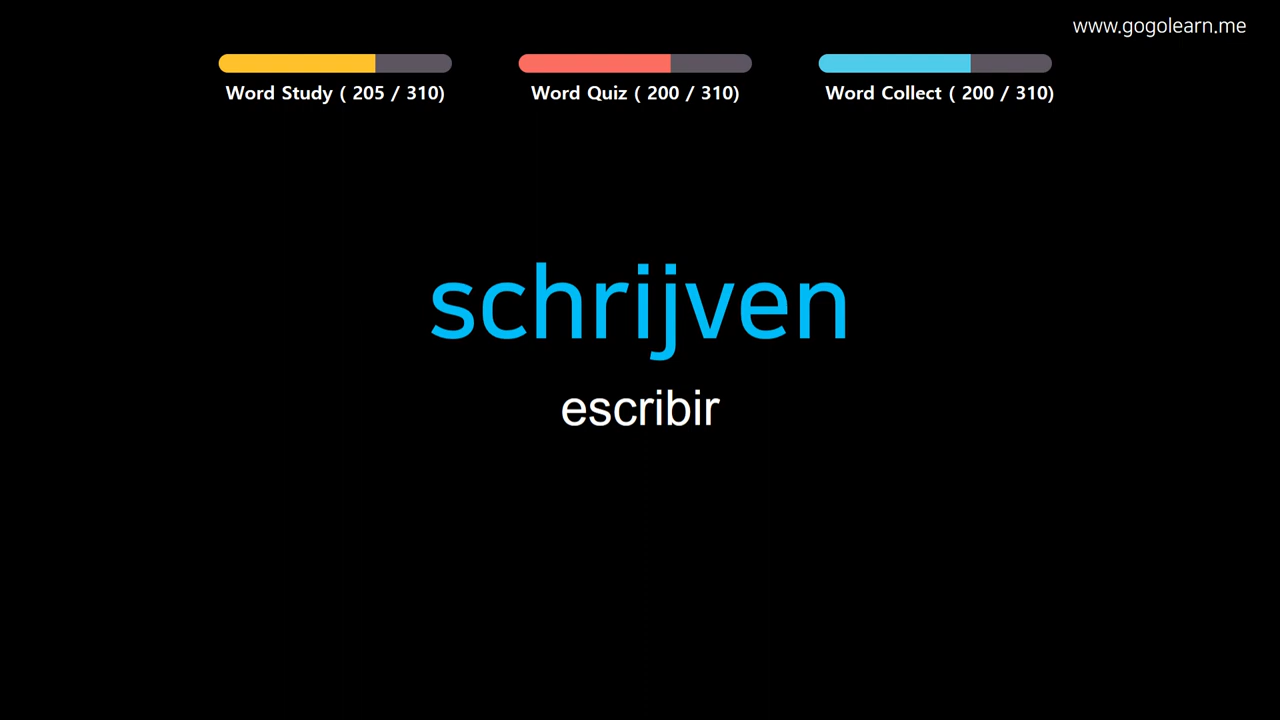 www.gogolearn.me
Word Study ( 205 / 310)
Word Quiz ( 200 / 310)
Word Collect ( 200 / 310)
schrijven
escribir